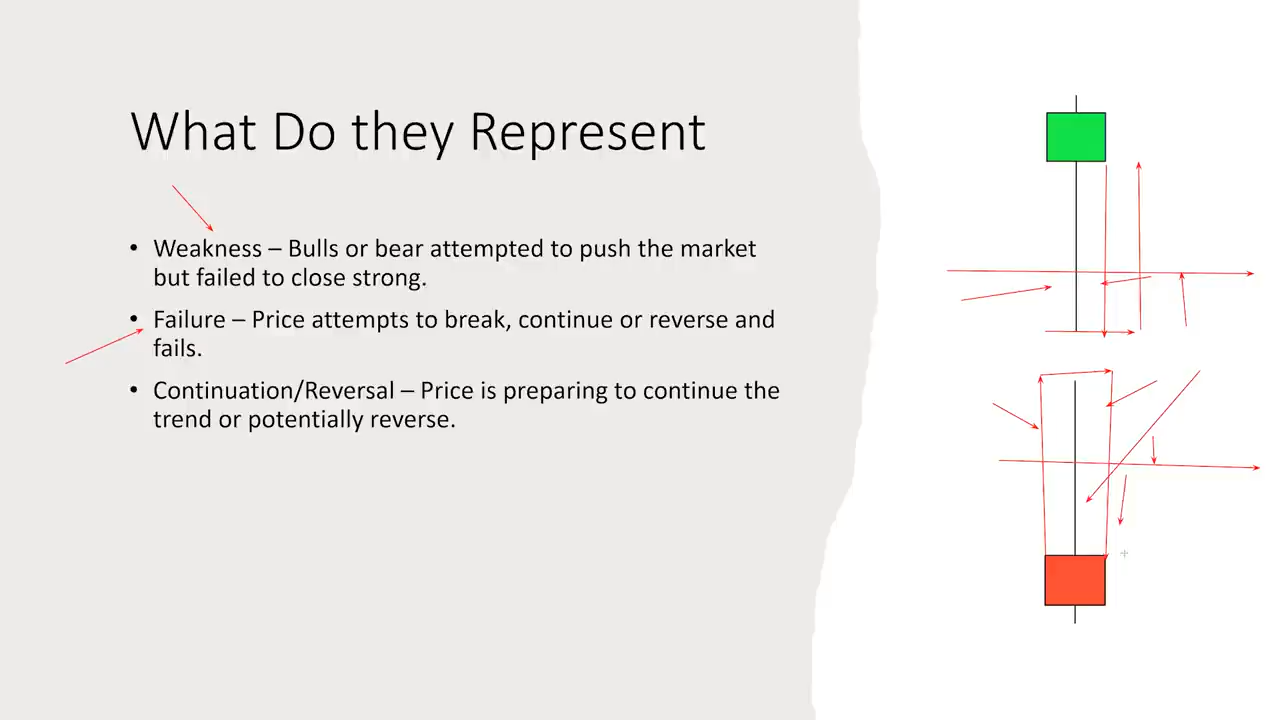 What Do they Represent
• Weakness – Bulls or bear attempted to push the market
but failed to close strong.
• Failure – Price attempts to break, continue or reverse and
fails.
• Continuation/Reversal – Price is preparing to continue the
trend or potentially reverse.